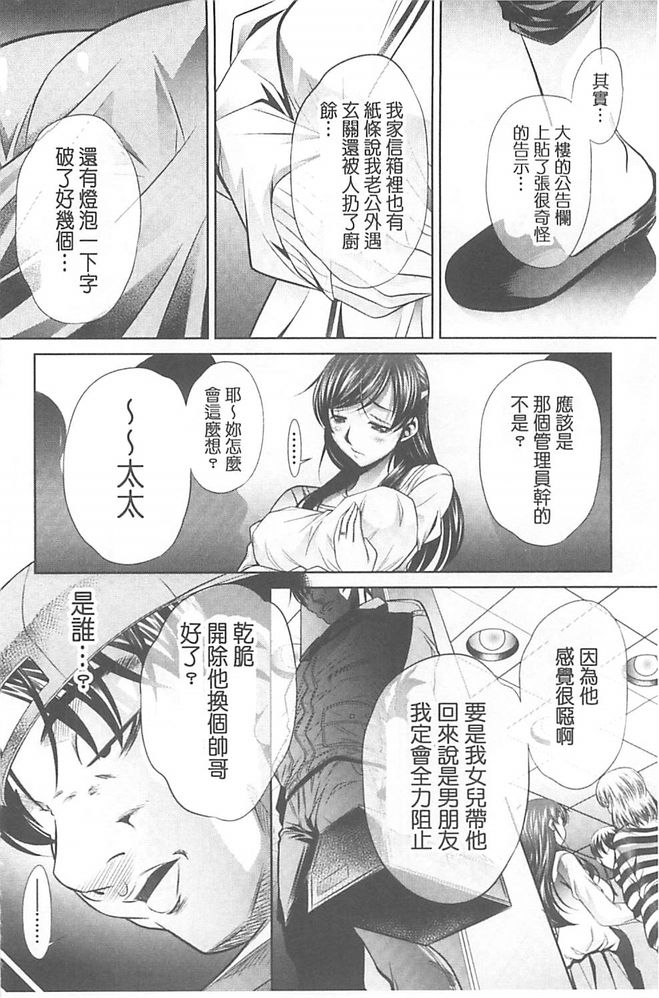 其實…
大樓的公告欄
上貼了張很奇怪
的告示…
我家信箱裡也有
紙條說我老公外遇
玄關還被人扔了廚
餘…
還有燈泡一下字
破了好幾個…
應該是
那個管理員幹的
不是？
……
耶～妳怎麼
會這麼想？
～～太太
因為他
感覺很噁啊
要是我女兒帶他
回來說是男朋友
我定會全力阻止
乾脆
開除他換個帥哥
好了？
是誰…？
………